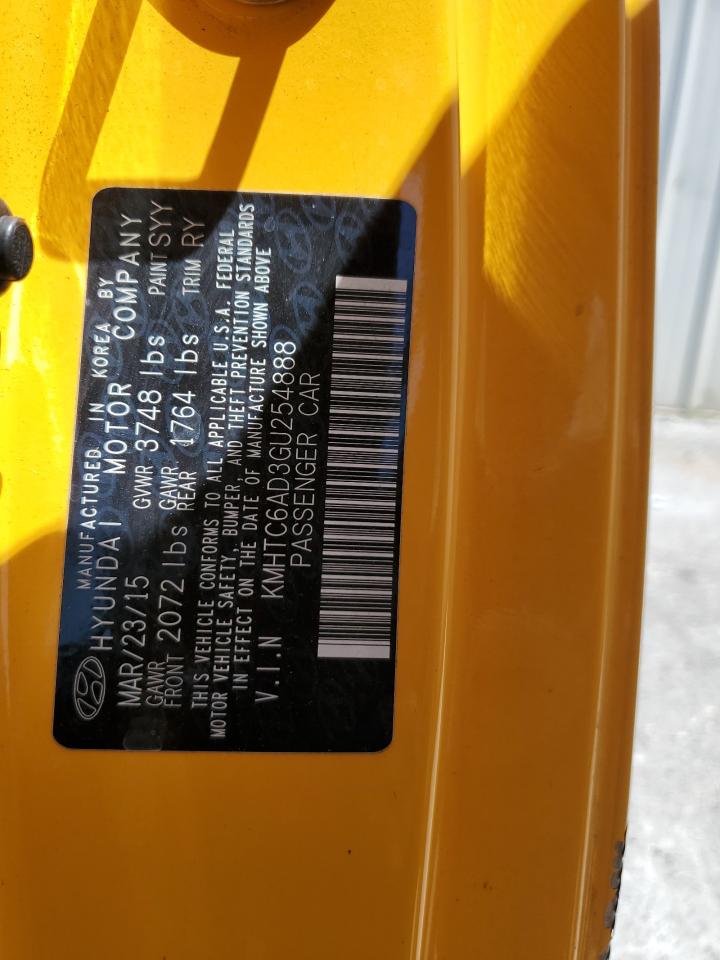 MANUFACTURED IN KOREA BY
HYUNDAI MOTOR COMPANY
MAR/23/15 GVWR 3748 lbs PAINT SYY
GAWR FRONT 2072 lbs GAWR REAR 1764 lbs TRIM RY
THIS VEHICLE CONFORMS TO ALL APPLICABLE U.S.A. FEDERAL
MOTOR VEHICLE SAFETY, BUMPER, AND THEFT PREVENTION STANDARDS
IN EFFECT ON THE DATE OF MANUFACTURE SHOWN ABOVE
V.I.N KMHTC6AD3GU254888
PASSENGER CAR